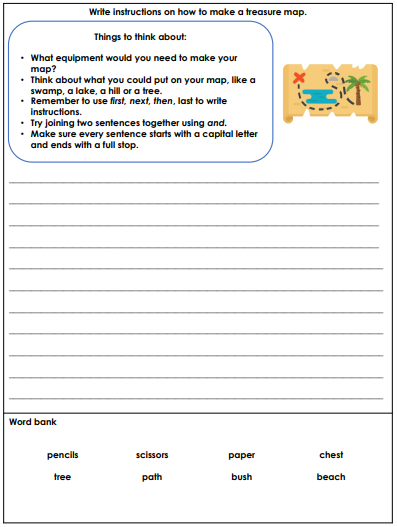 Write instructions on how to make a treasure map.
Things to think about:
• What equipment would you need to make your
map?
• Think about what you could put on your map, like a
swamp, a lake, a hill or a tree.
• Remember to use first, next, then, last to write
instructions.
• Try joining two sentences together using and.
• Make sure every sentence starts with a capital letter
and ends with a full stop.
Word bank
pencils scissors paper chest
tree path bush beach